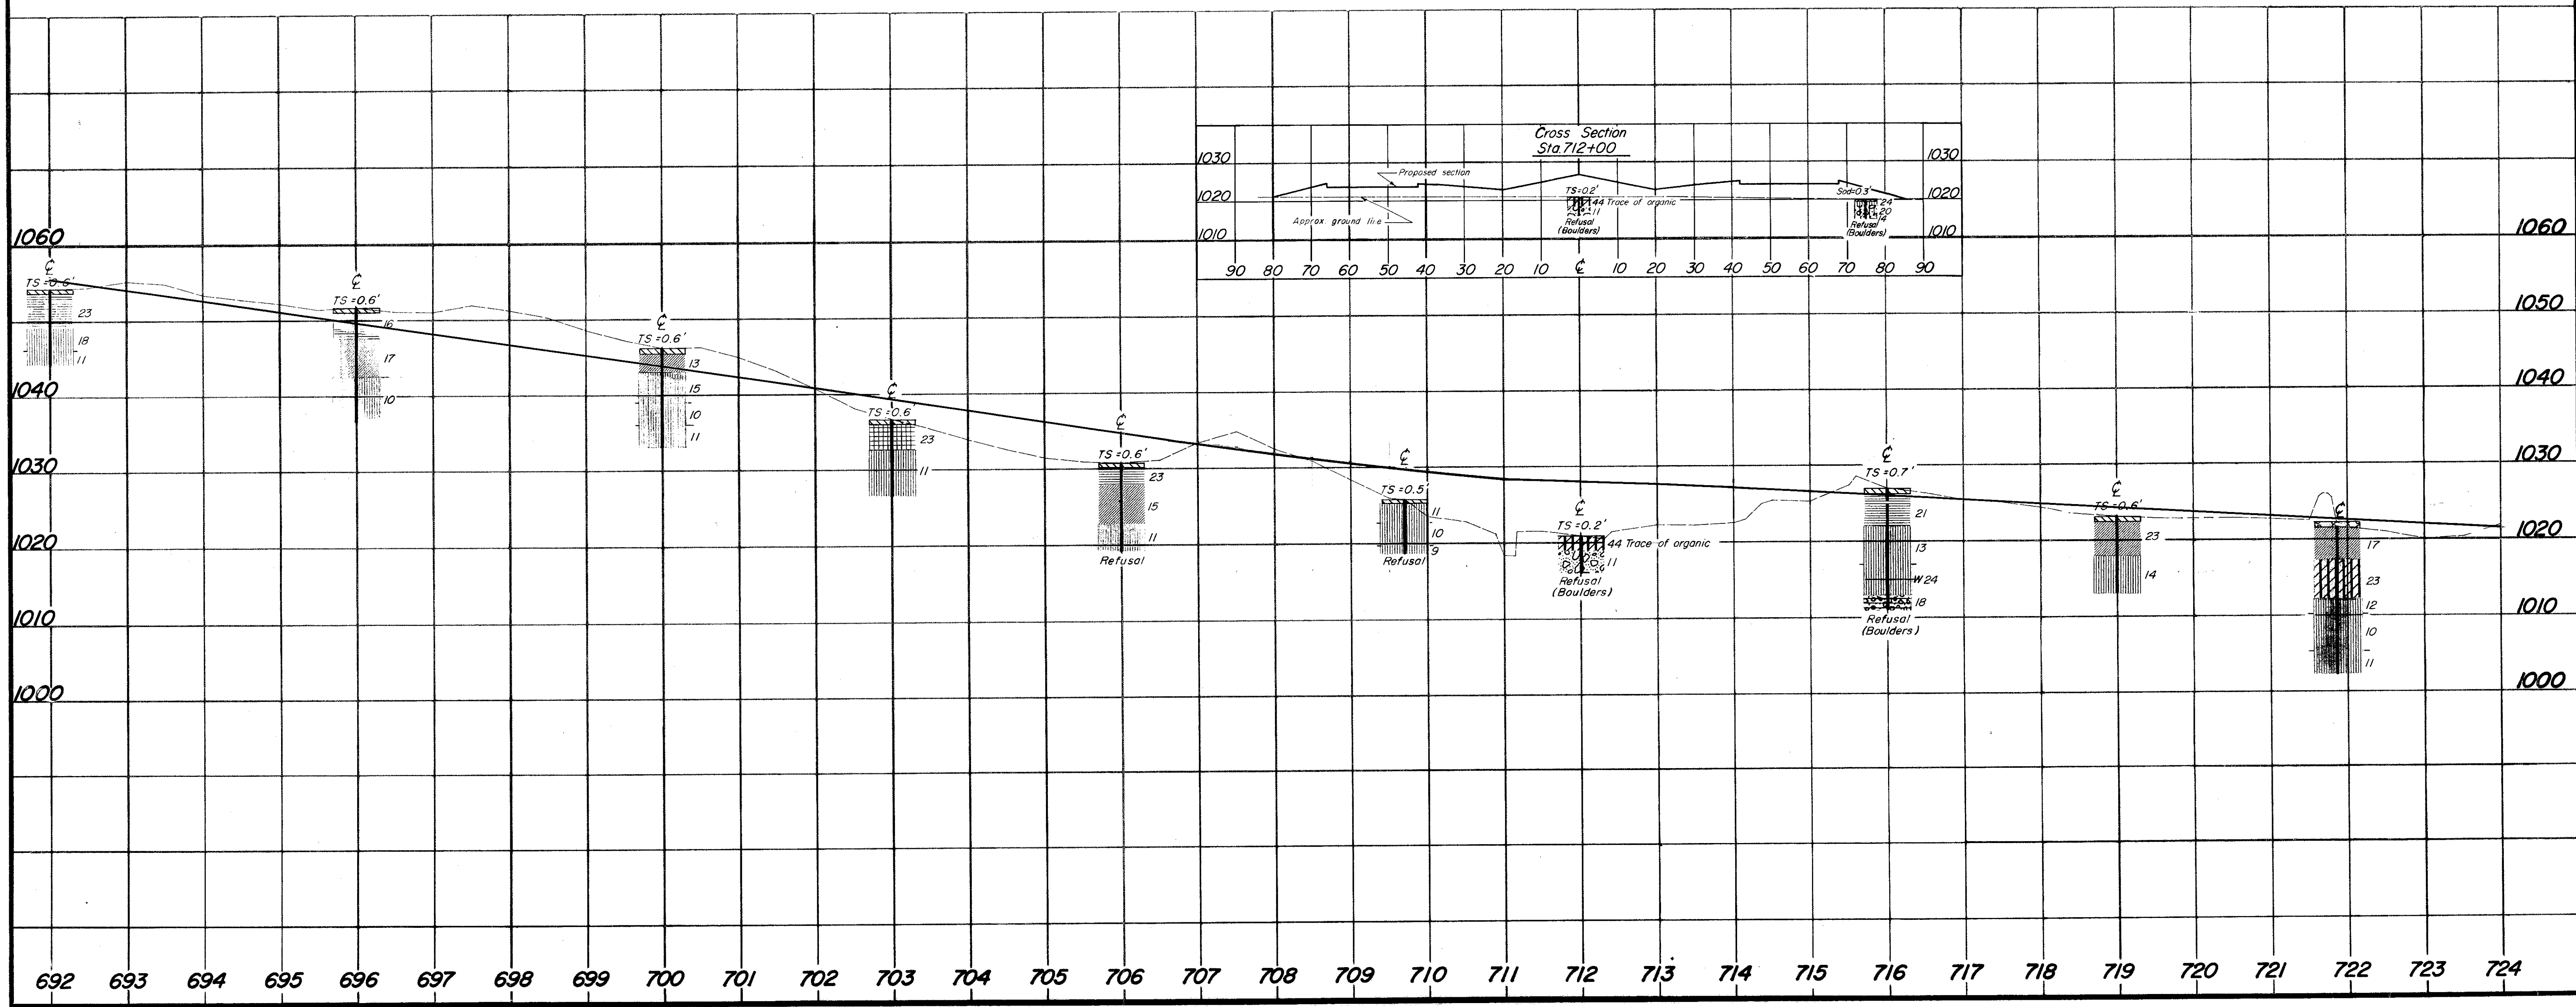 Cross Section
Sta. 712+00
1030 1030
Proposed section
1020 TS=0.2' Sod=0.3' 1020
44 Trace of organic 24
Approx. ground line 11 20
Refusal 14
(Boulders) Refusal
(Boulders)
1010 1010
90 80 70 60 50 40 30 20 10 ℄ 10 20 30 40 50 60 70 80 90
1060 1060
℄
TS=0.6'
23
18
11
℄
TS=0.6'
16
17
10
℄
TS=0.6'
13
15
10
11
℄
TS=0.6
23
11
℄
TS=0.6'
23
15
11
Refusal
℄
TS=0.5'
11
10
9
Refusal
℄
TS=0.2'
44 Trace of organic
11
Refusal
(Boulders)
℄
TS=0.7'
21
13
W 24
18
Refusal
(Boulders)
℄
TS=0.6'
23
14
℄
17
23
12
10
11
1050
1040 1040
1030 1030
1020 1020
1010 1010
1000 1000
692 693 694 695 696 697 698 699 700 701 702 703 704 705 706 707 708 709 710 711 712 713 714 715 716 717 718 719 720 721 722 723 724